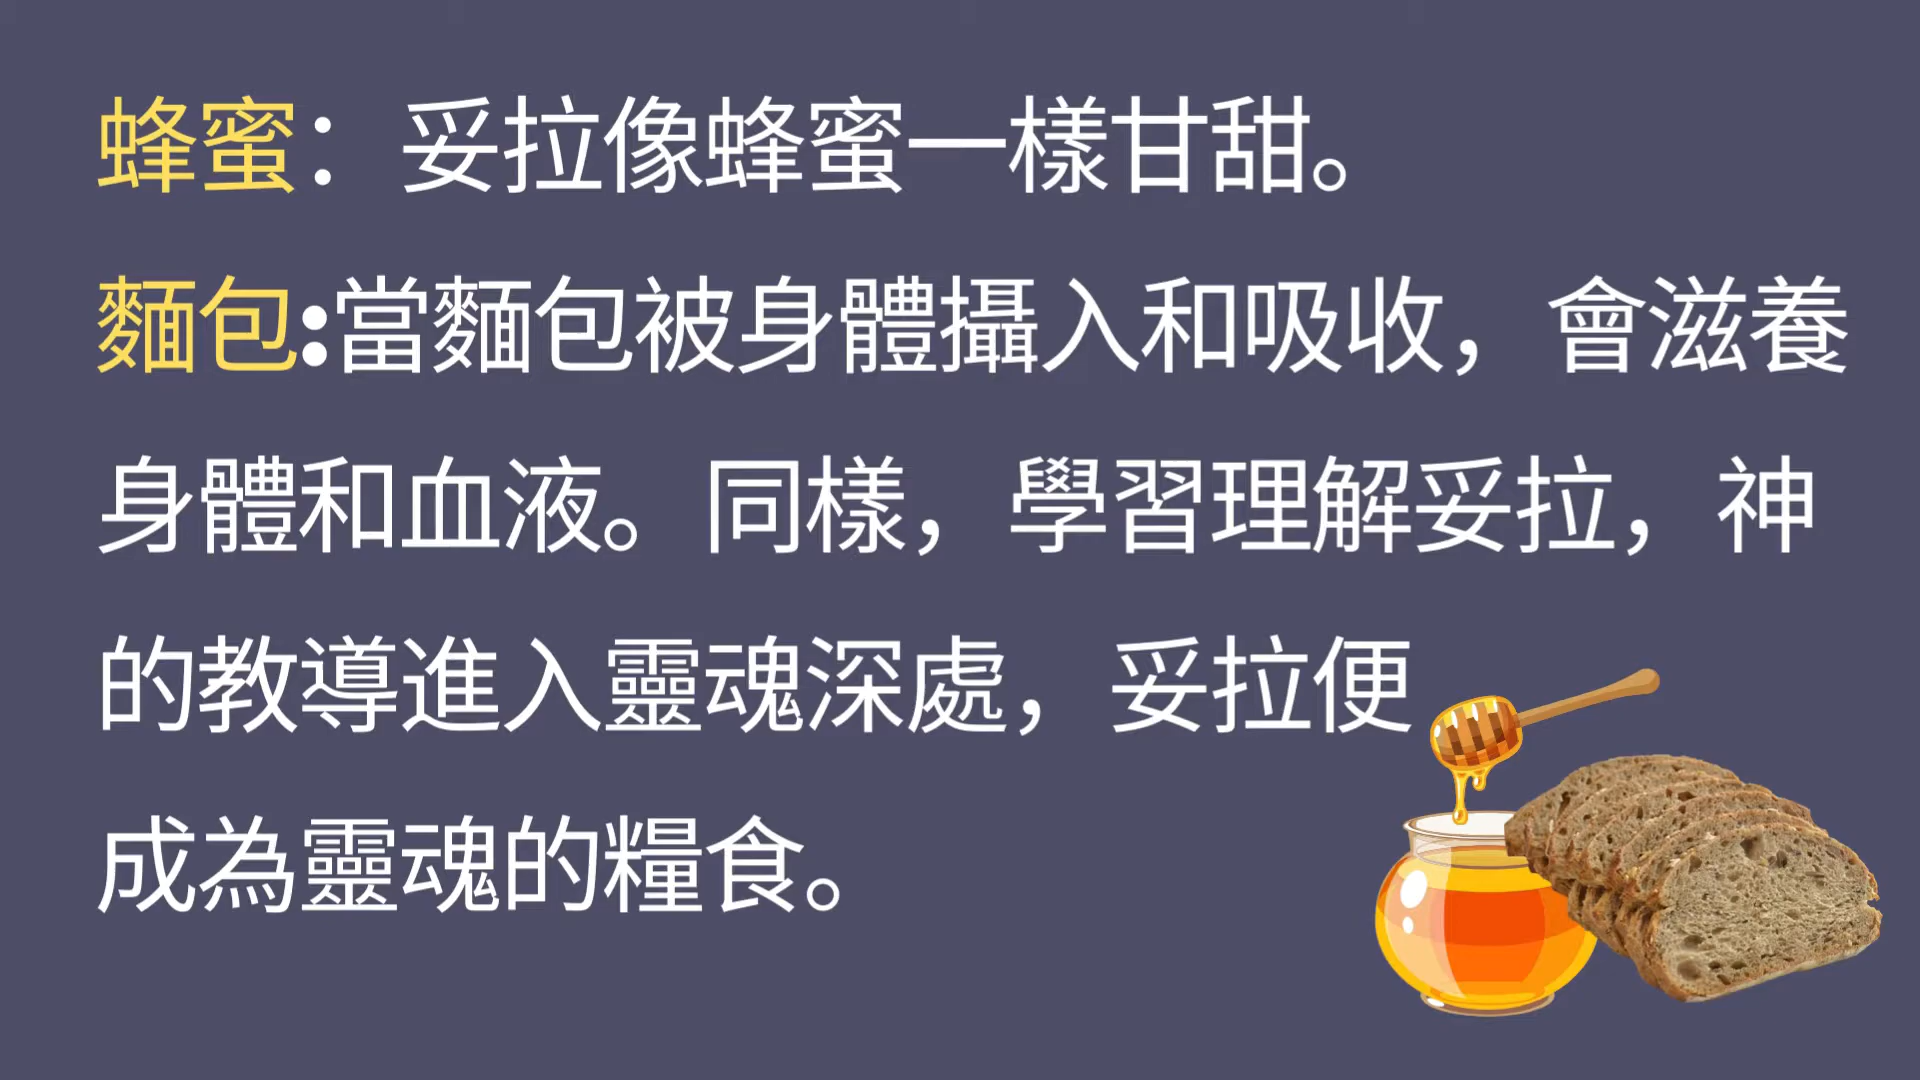 蜂蜜：妥拉像蜂蜜一樣甘甜。
麵包:當麵包被身體攝入和吸收，會滋養
身體和血液。同樣，學習理解妥拉，神
的教導進入靈魂深處，妥拉便
成為靈魂的糧食。